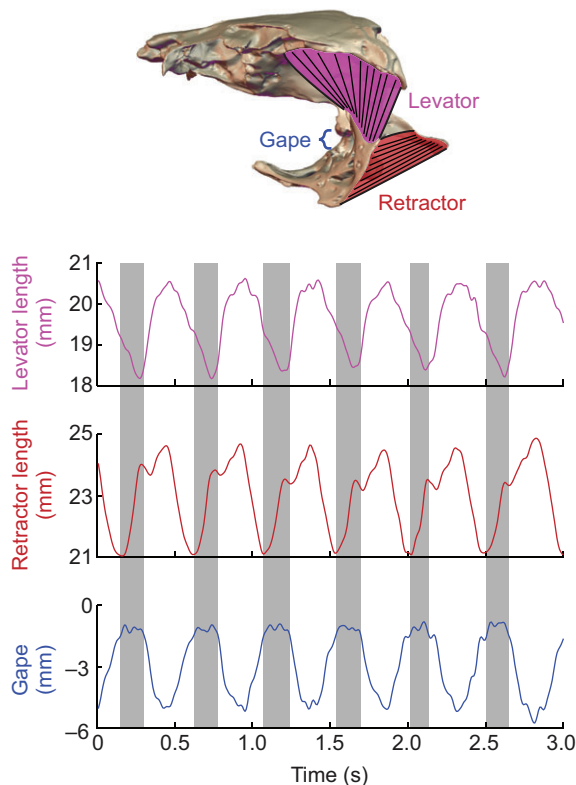 Levator
Gape
Retractor
Levator length
(mm)
21
20
19
18
Retractor length
(mm)
25
23
21
Gape
(mm)
0
–3
–6
0
0.5
1.0
1.5
2.0
2.5
3.0
Time (s)